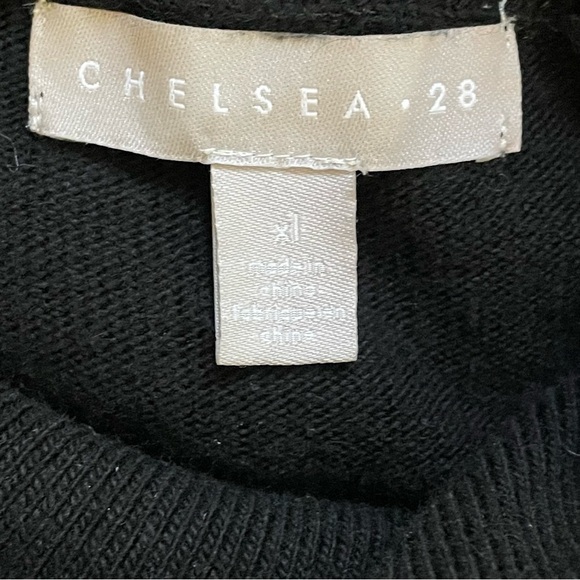 CHELSEA • 28
xl
made in
china
fabriqué en
chine